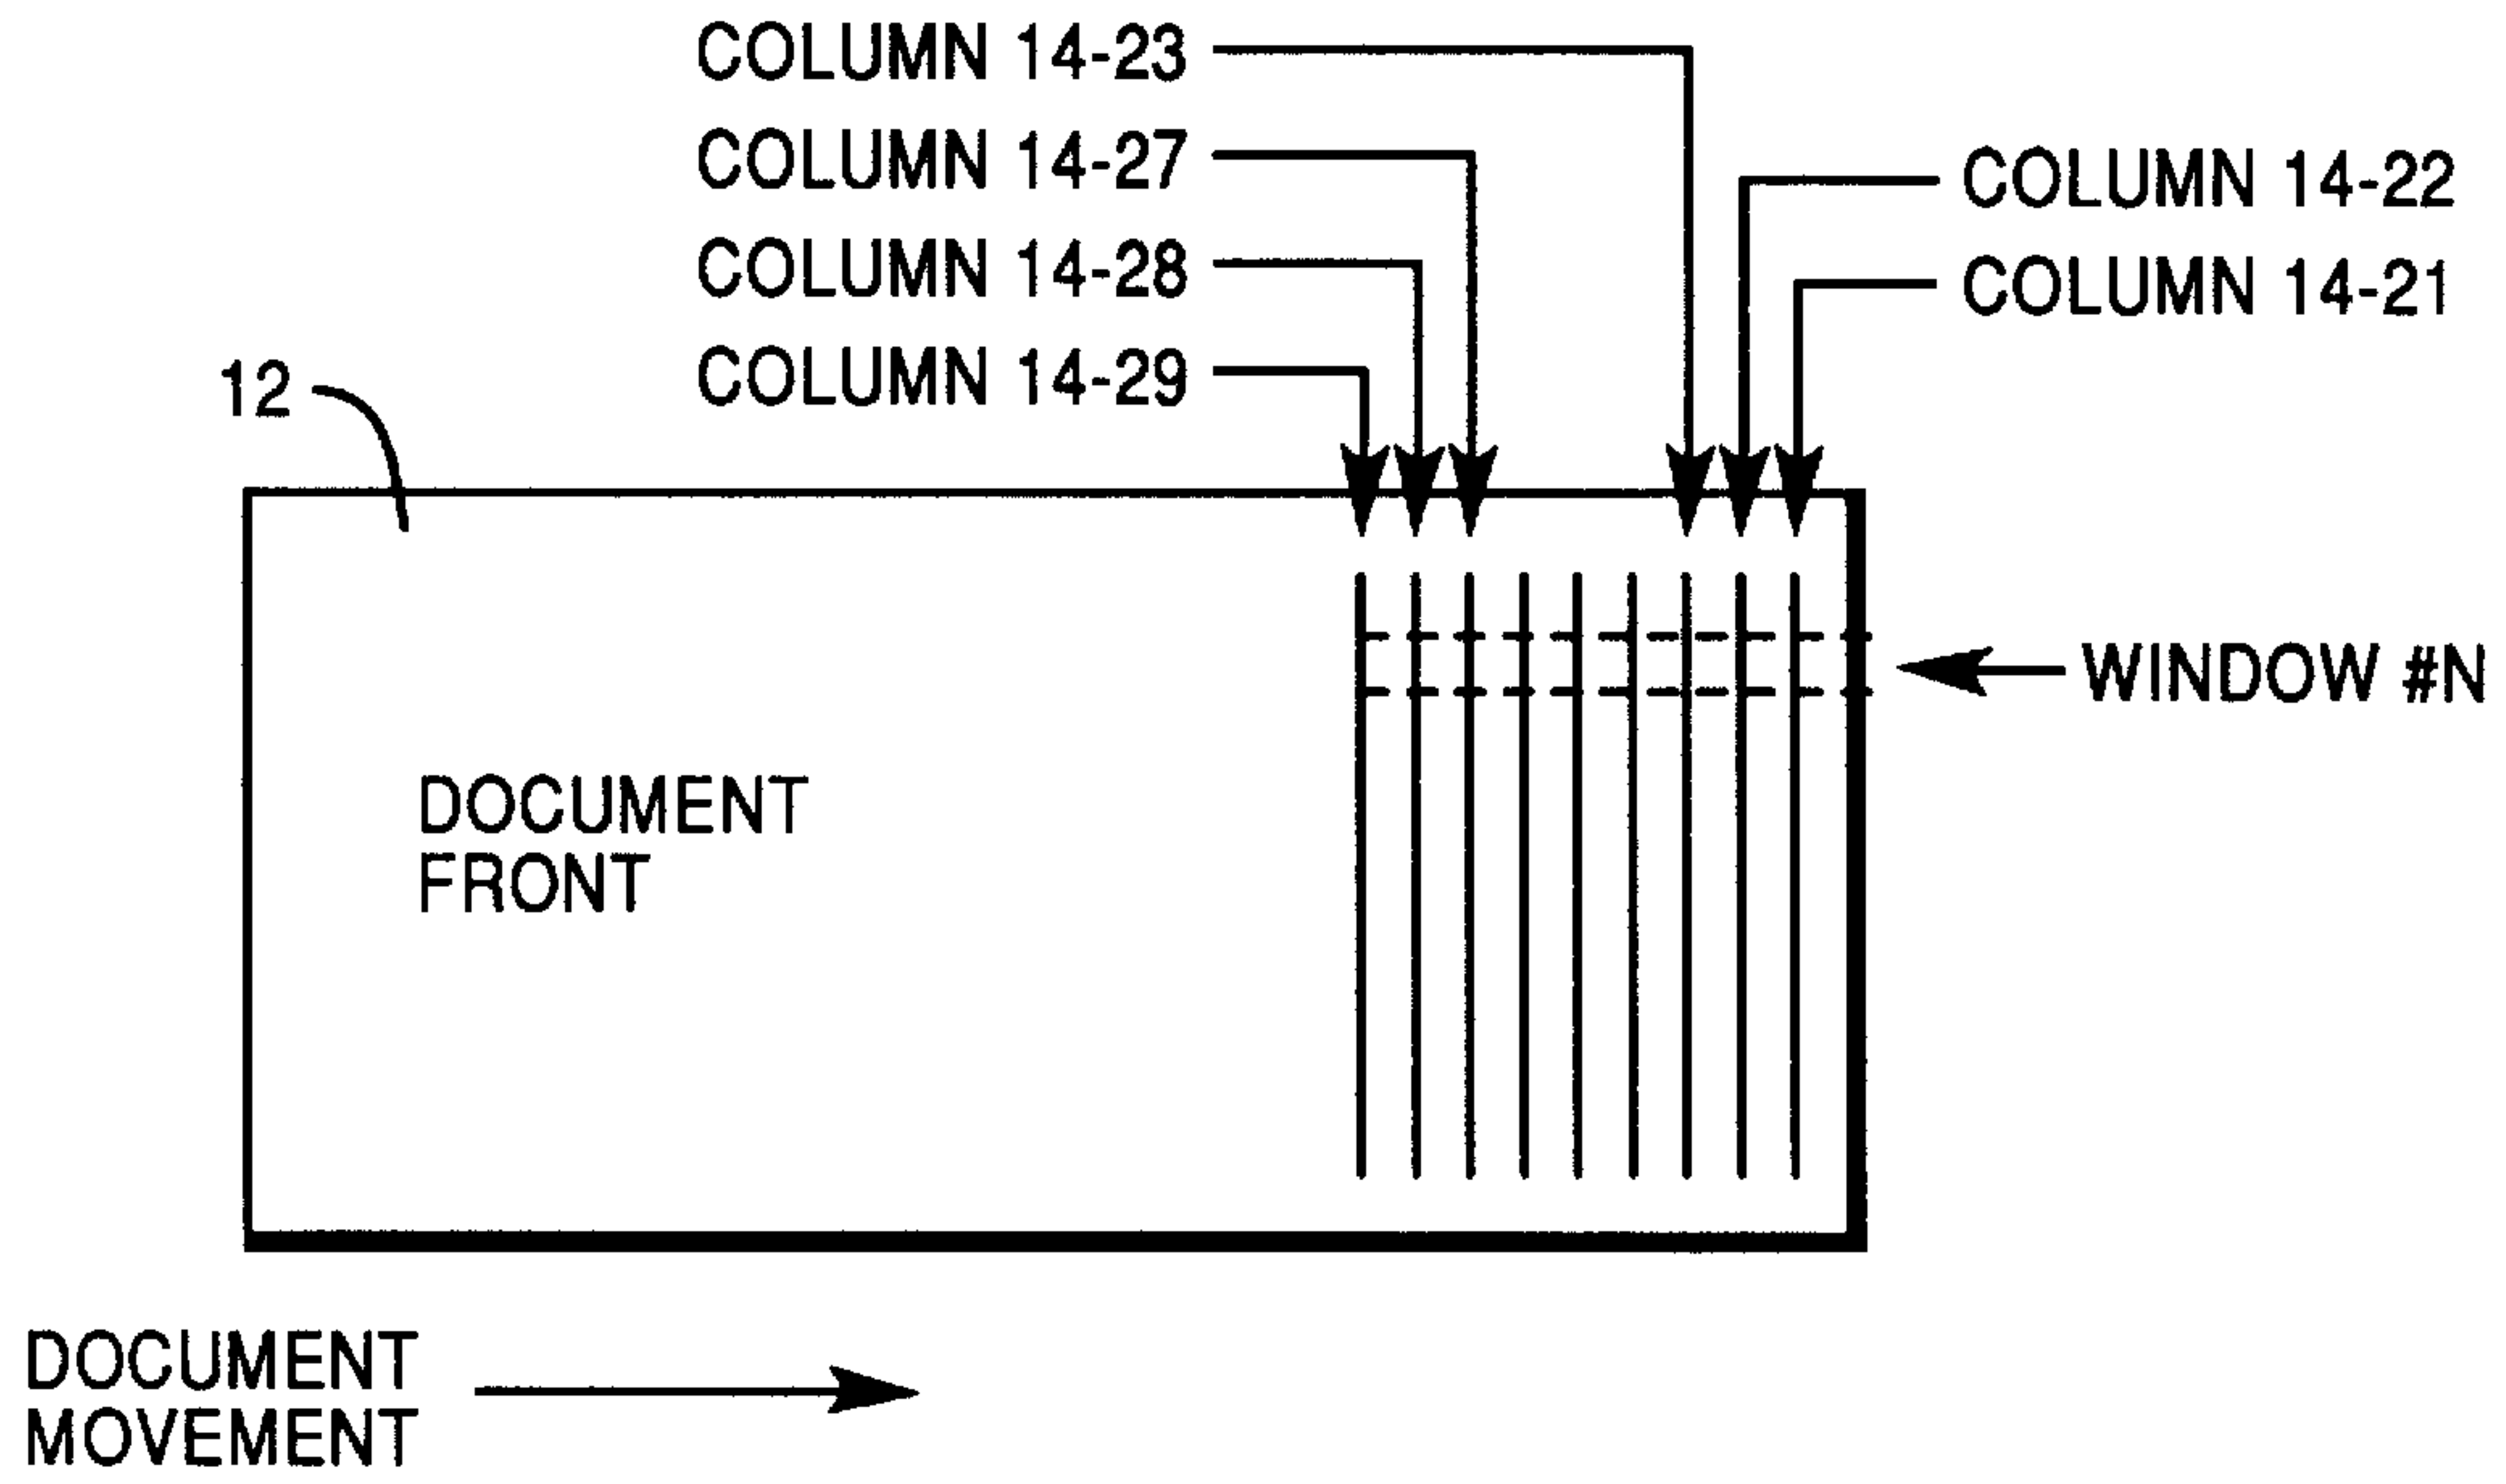 COLUMN 14-23
COLUMN 14-27
COLUMN 14-28
COLUMN 14-29
COLUMN 14-22
COLUMN 14-21
12
WINDOW #N
DOCUMENT
FRONT
DOCUMENT
MOVEMENT